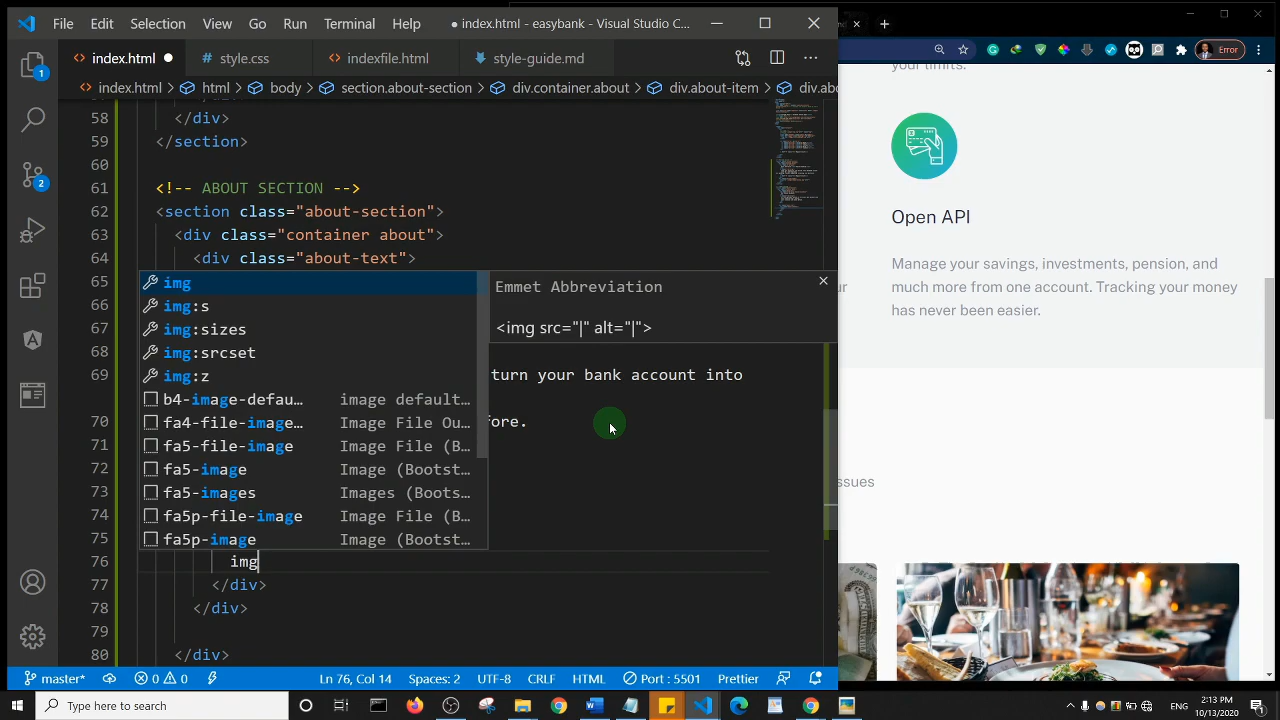 File Edit Selection View Go Run Terminal Help ● index.html - easybank - Visual Studio C...
index.html ● style.css indexfile.html style-guide.md
index.html > html > body > section.about-section > div.container.about > div.about-item > div.abo
</div>
</section>
60
61 <!-- ABOUT SECTION -->
62 <section class="about-section">
63 <div class="container about">
64 <div class="about-text">
65
66
67
68
69 turn your bank account into
70 fore.
71
72
73
74
75
img
img:s
img:sizes
img:srcset
img:z
b4-image-defau... image default...
fa4-file-image... Image File Ou...
fa5-file-image Image File (B...
fa5-image Image (Bootst...
fa5-images Images (Boots...
fa5p-file-image Image File (B...
fa5p-image Image (Bootst...
Emmet Abbreviation
<img src="|" alt="|">
76 img
77 </div>
78 </div>
79
80 </div>
1
2
master* 0 0 Ln 76, Col 14 Spaces: 2 UTF-8 CRLF HTML Port : 5501 Prettier
Error
your limits.
Open API
Manage your savings, investments, pension, and
much more from one account. Tracking your money
has never been easier.
ur
ssues
Type here to search
ENG
2:13 PM
10/13/2020
1